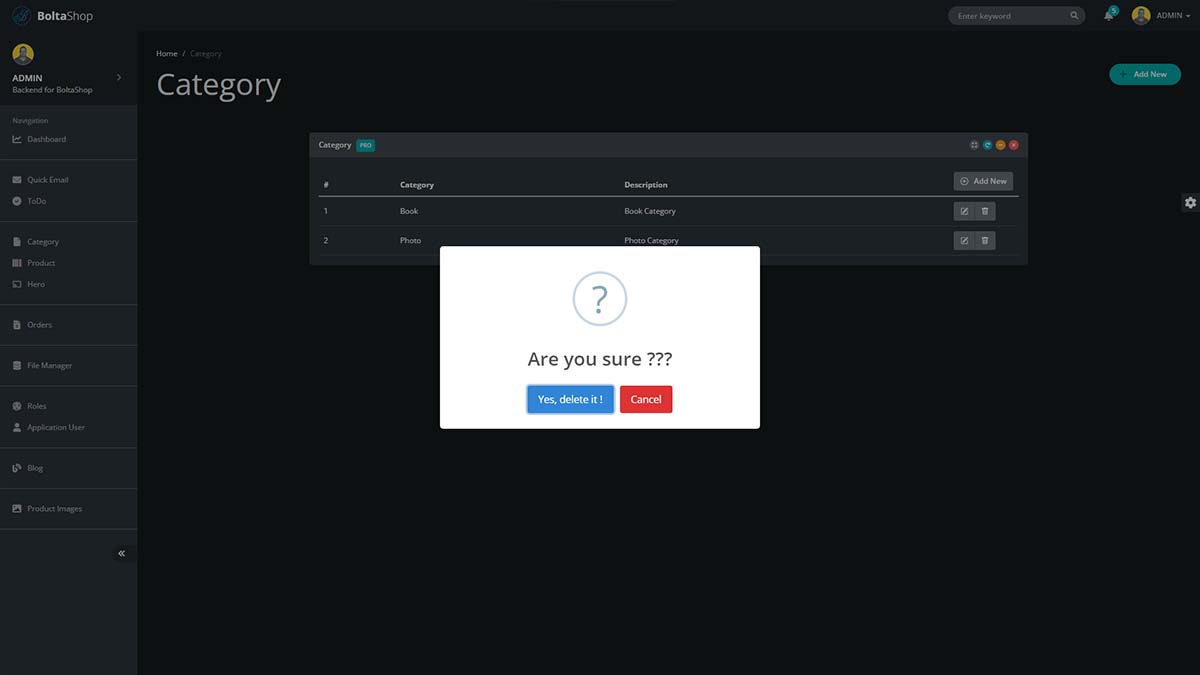 BoltaShop
Enter keyword
5
ADMIN
ADMIN
Backend for BoltaShop
Navigation
Dashboard
Quick Email
ToDo
Category
Product
Hero
Orders
File Manager
Roles
Application User
Blog
Product Images
Home / Category
Category
Add New
Category PRO
# Category Description Add New
1 Book Book Category
2 Photo Photo Category
?
Are you sure ???
Yes, delete it ! Cancel